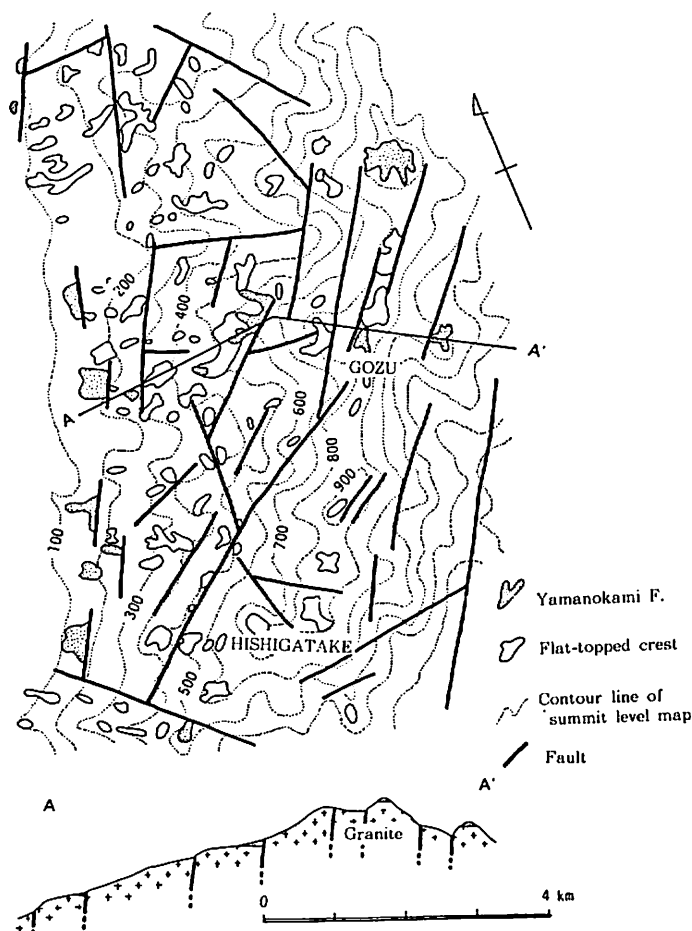 200
400
A'
GOZU
A
600
800
900
100
700
300
HISHIGATAKE
500
Yamanokami F.
Flat-topped crest
Contour line of
summit level map
Fault
A
A'
Granite
0
4 km